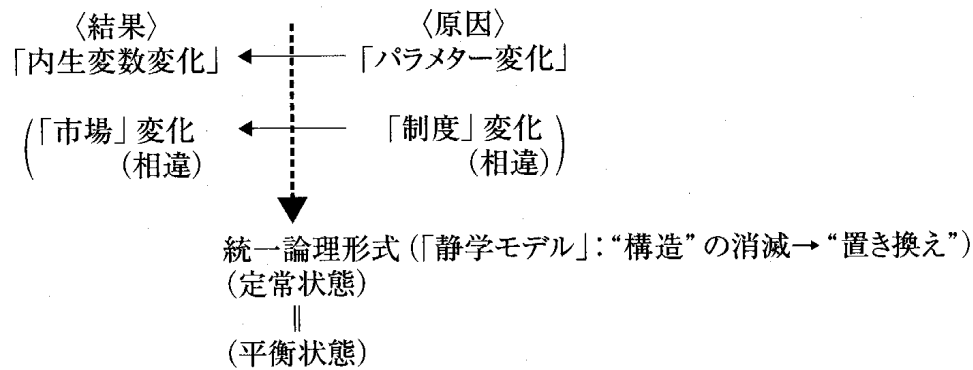 〈結果〉 〈原因〉
「内生変数変化」 ← 「パラメター変化」
(「市場」変化 ← 「制度」変化
(相違) (相違))
統一論理形式(「静学モデル」:“構造”の消滅→“置き換え”)
(定常状態)
∥
(平衡状態)